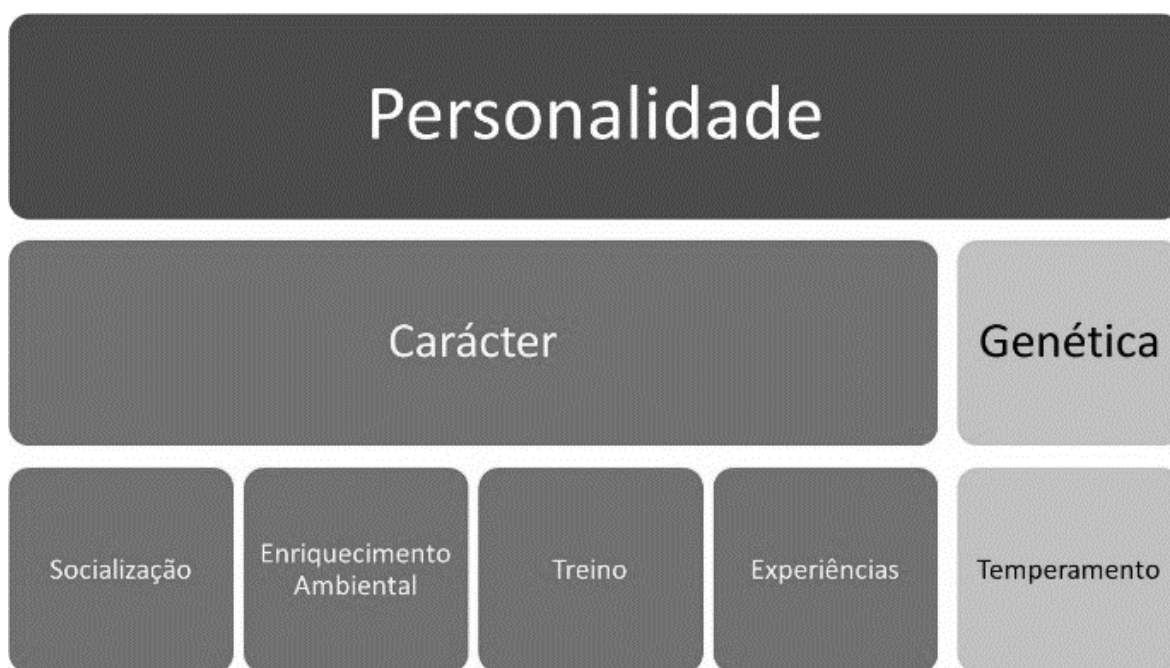 Personalidade
Carácter
Genética
Socialização
Enriquecimento
Ambiental
Treino
Experiências
Temperamento